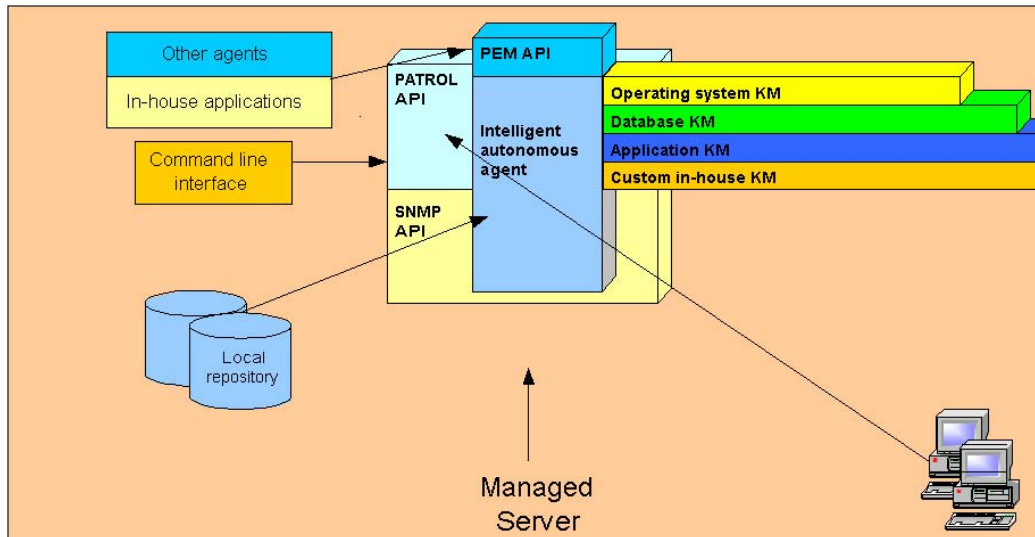 Other agents
In-house applications
Command line
interface
PEM API
PATROL
API
Intelligent
autonomous
agent
SNMP
API
Operating system KM
Database KM
Application KM
Custom in-house KM
Local
repository
Managed
Server